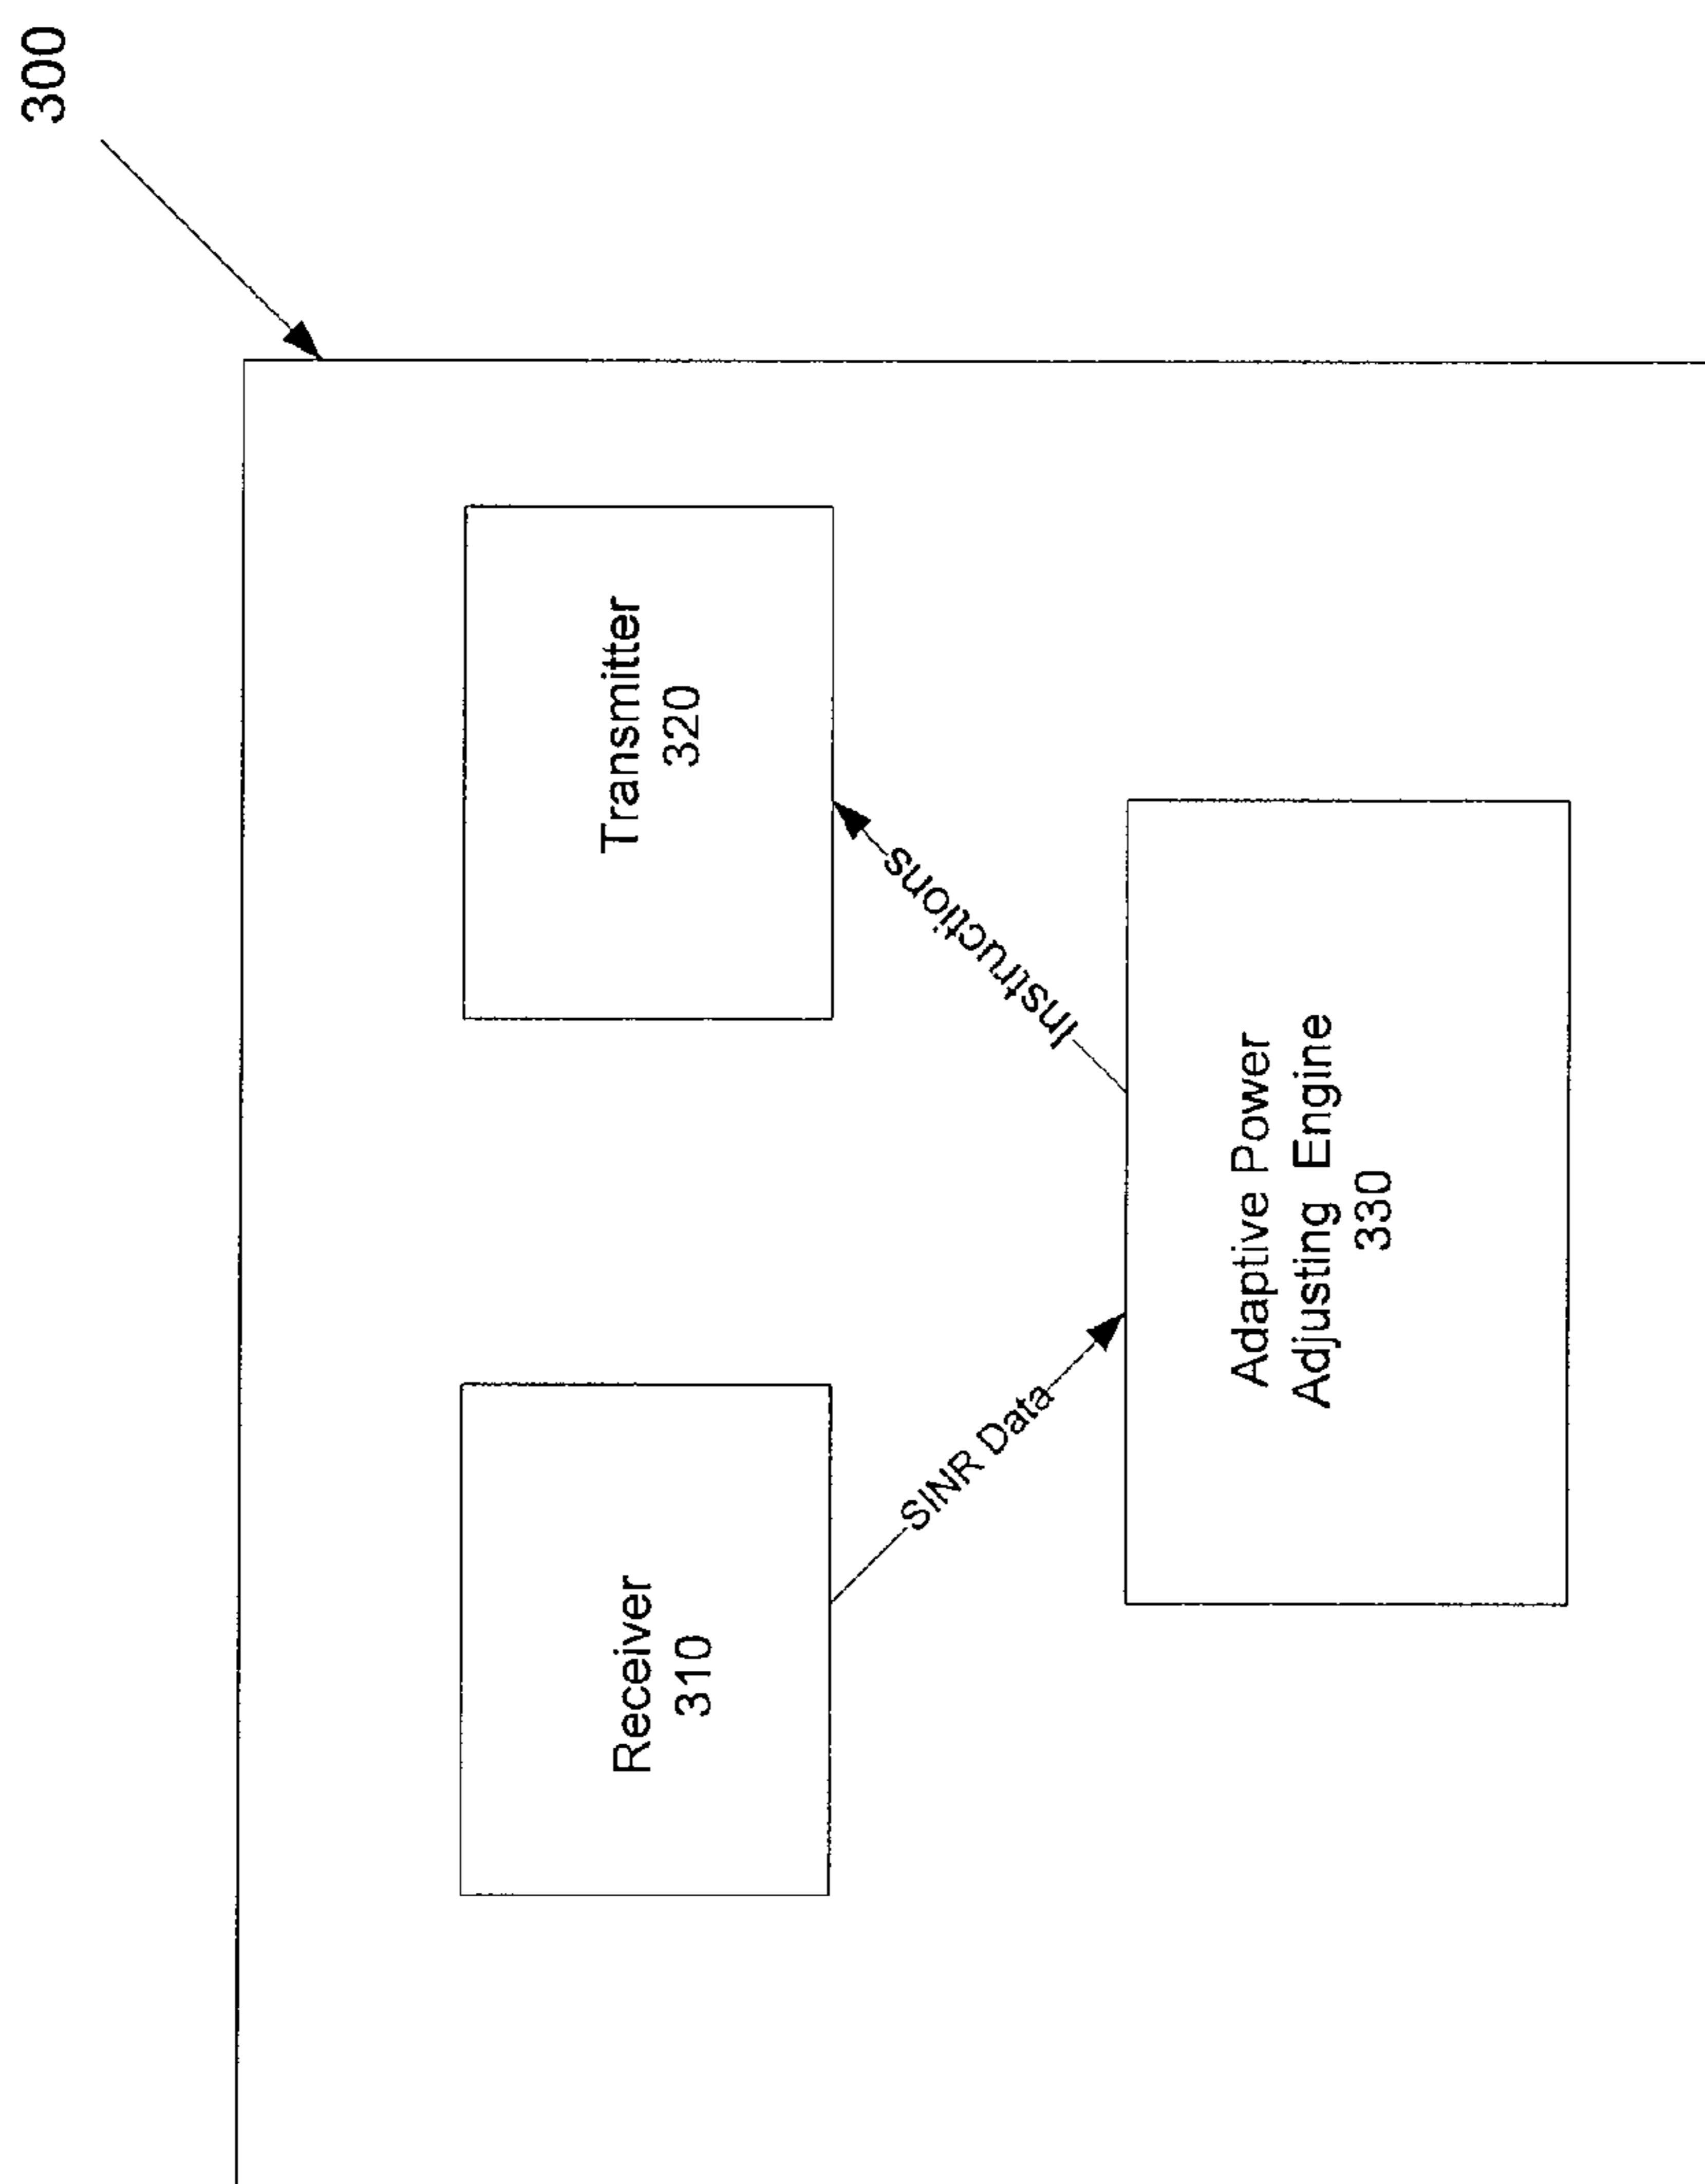 300
Receiver
310
Transmitter
320
SINR Data
Instructions
Adaptive Power
Adjusting Engine
330